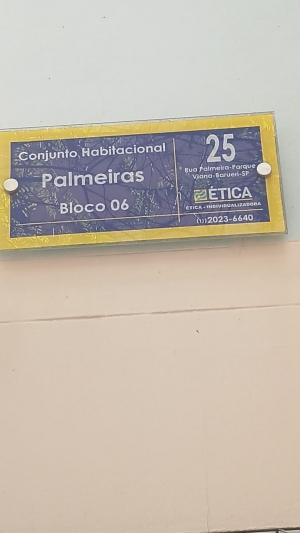 Conjunto Habitacional
Palmeiras
Bloco 06
25
Rua Palmeira-Parque
Viana-Barueri-SP
ÉTICA
ÉTICA - INDIVIDUALIZADORA
(11)2023-6640